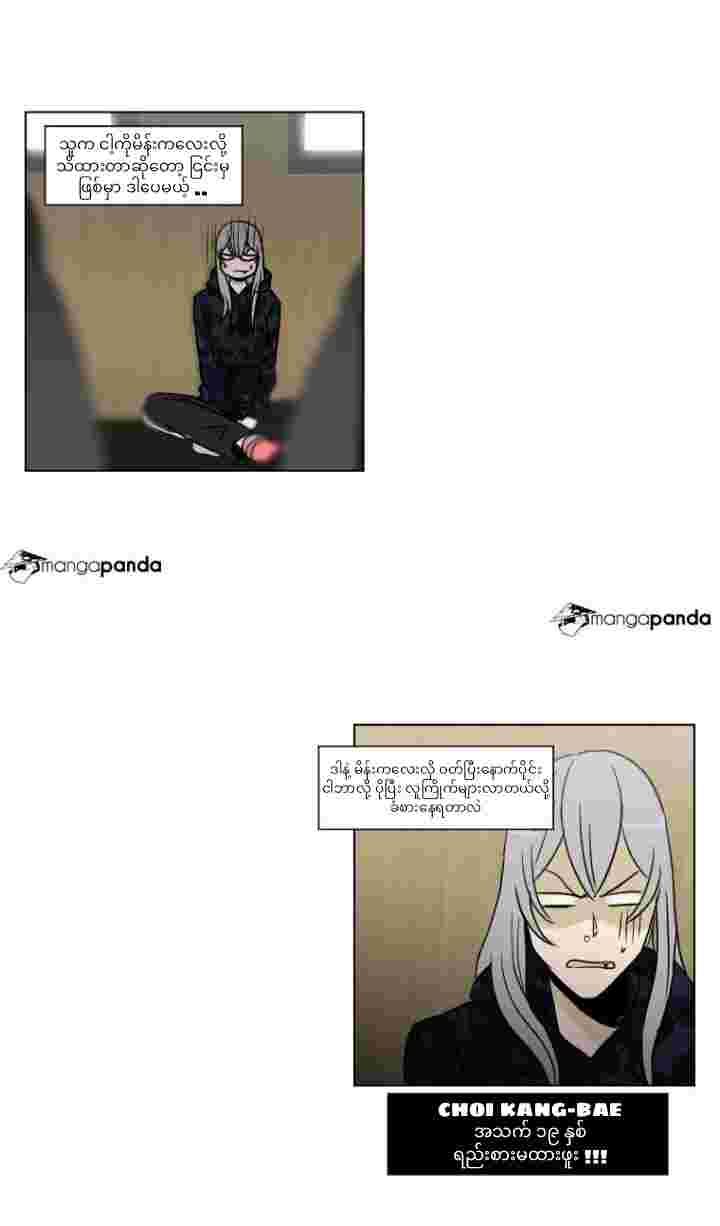 သူက ငါ့ကိုမိန်းကလေးလို့
သိထားတာဆိုတော့ ငြင်းမှ
ဖြစ်မှာ ဒါပေမယ့် ..
mangapanda
mangapanda
ဒါနဲ့ မိန်းကလေးလို ဝတ်ပြီးနောက်ပိုင်း
ငါဘာလို့ ပိုပြီး လူကြိုက်များလာတယ်လို့
ခံစားနေရတာလဲ
CHOI KANG-BAE
အသက် ၁၉ နှစ်
ရည်းစားမထားဖူး !!!